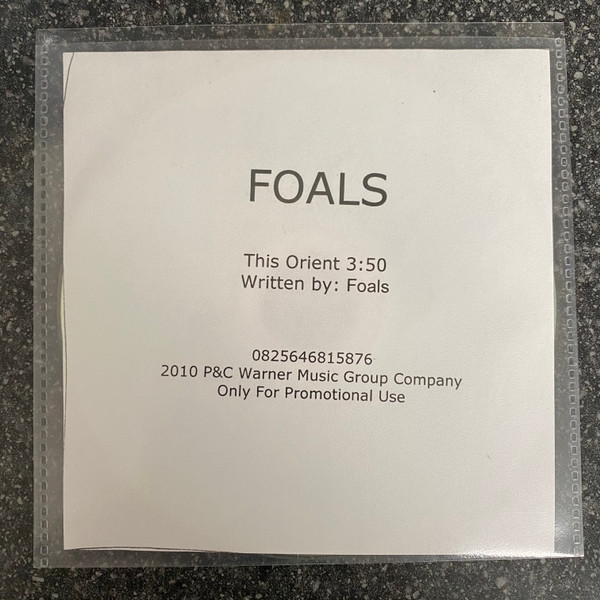 FOALS
This Orient 3:50
Written by: Foals
0825646815876
2010 P&C Warner Music Group Company
Only For Promotional Use